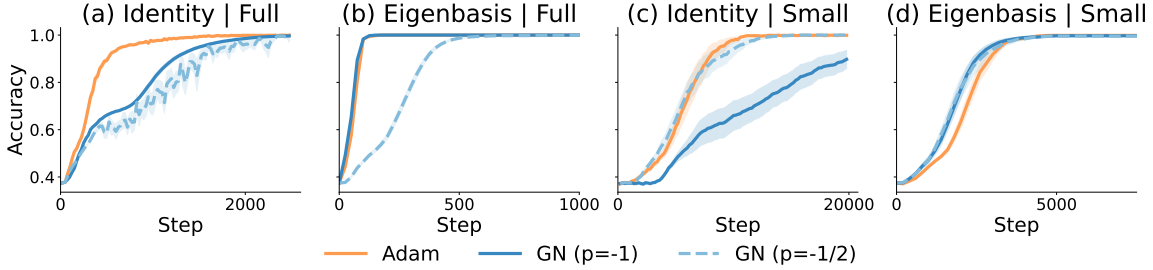 (a) Identity | Full
(b) Eigenbasis | Full
(c) Identity | Small
(d) Eigenbasis | Small
Accuracy
1.0
0.8
0.6
0.4
0
2000
0
500
1000
0
20000
0
5000
Step
Step
Step
Step
Adam
GN (p=-1)
GN (p=-1/2)